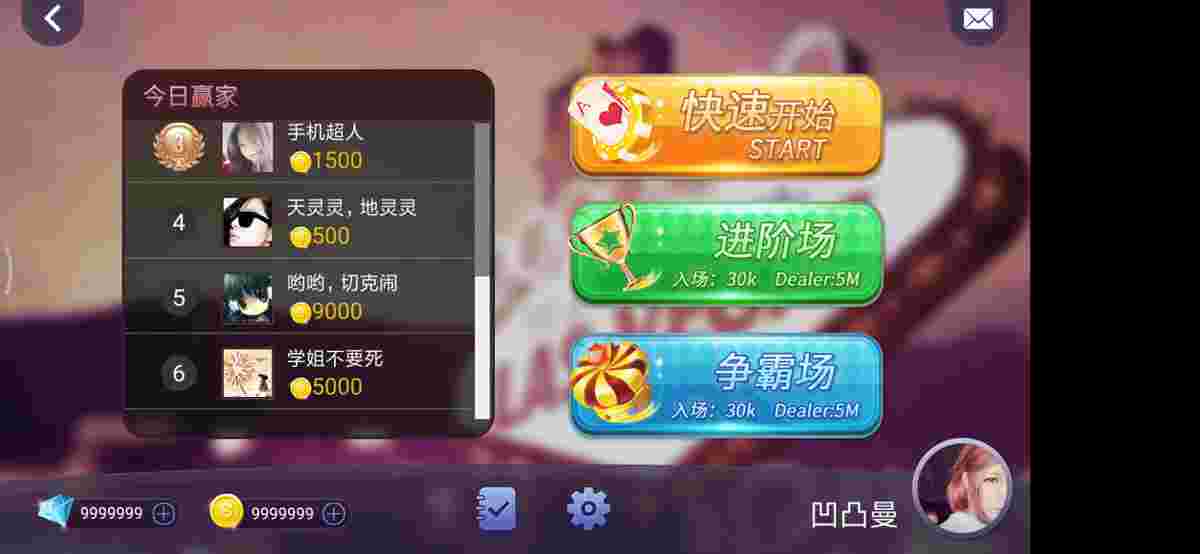 今日赢家
3
手机超人
1500
4
天灵灵，地灵灵
500
5
哟哟，切克闹
9000
6
学姐不要死
5000
A
快速开始
START
进阶场
入场：30k Dealer:5M
争霸场
入场：30k Dealer:5M
9999999
S
9999999
凹凸曼